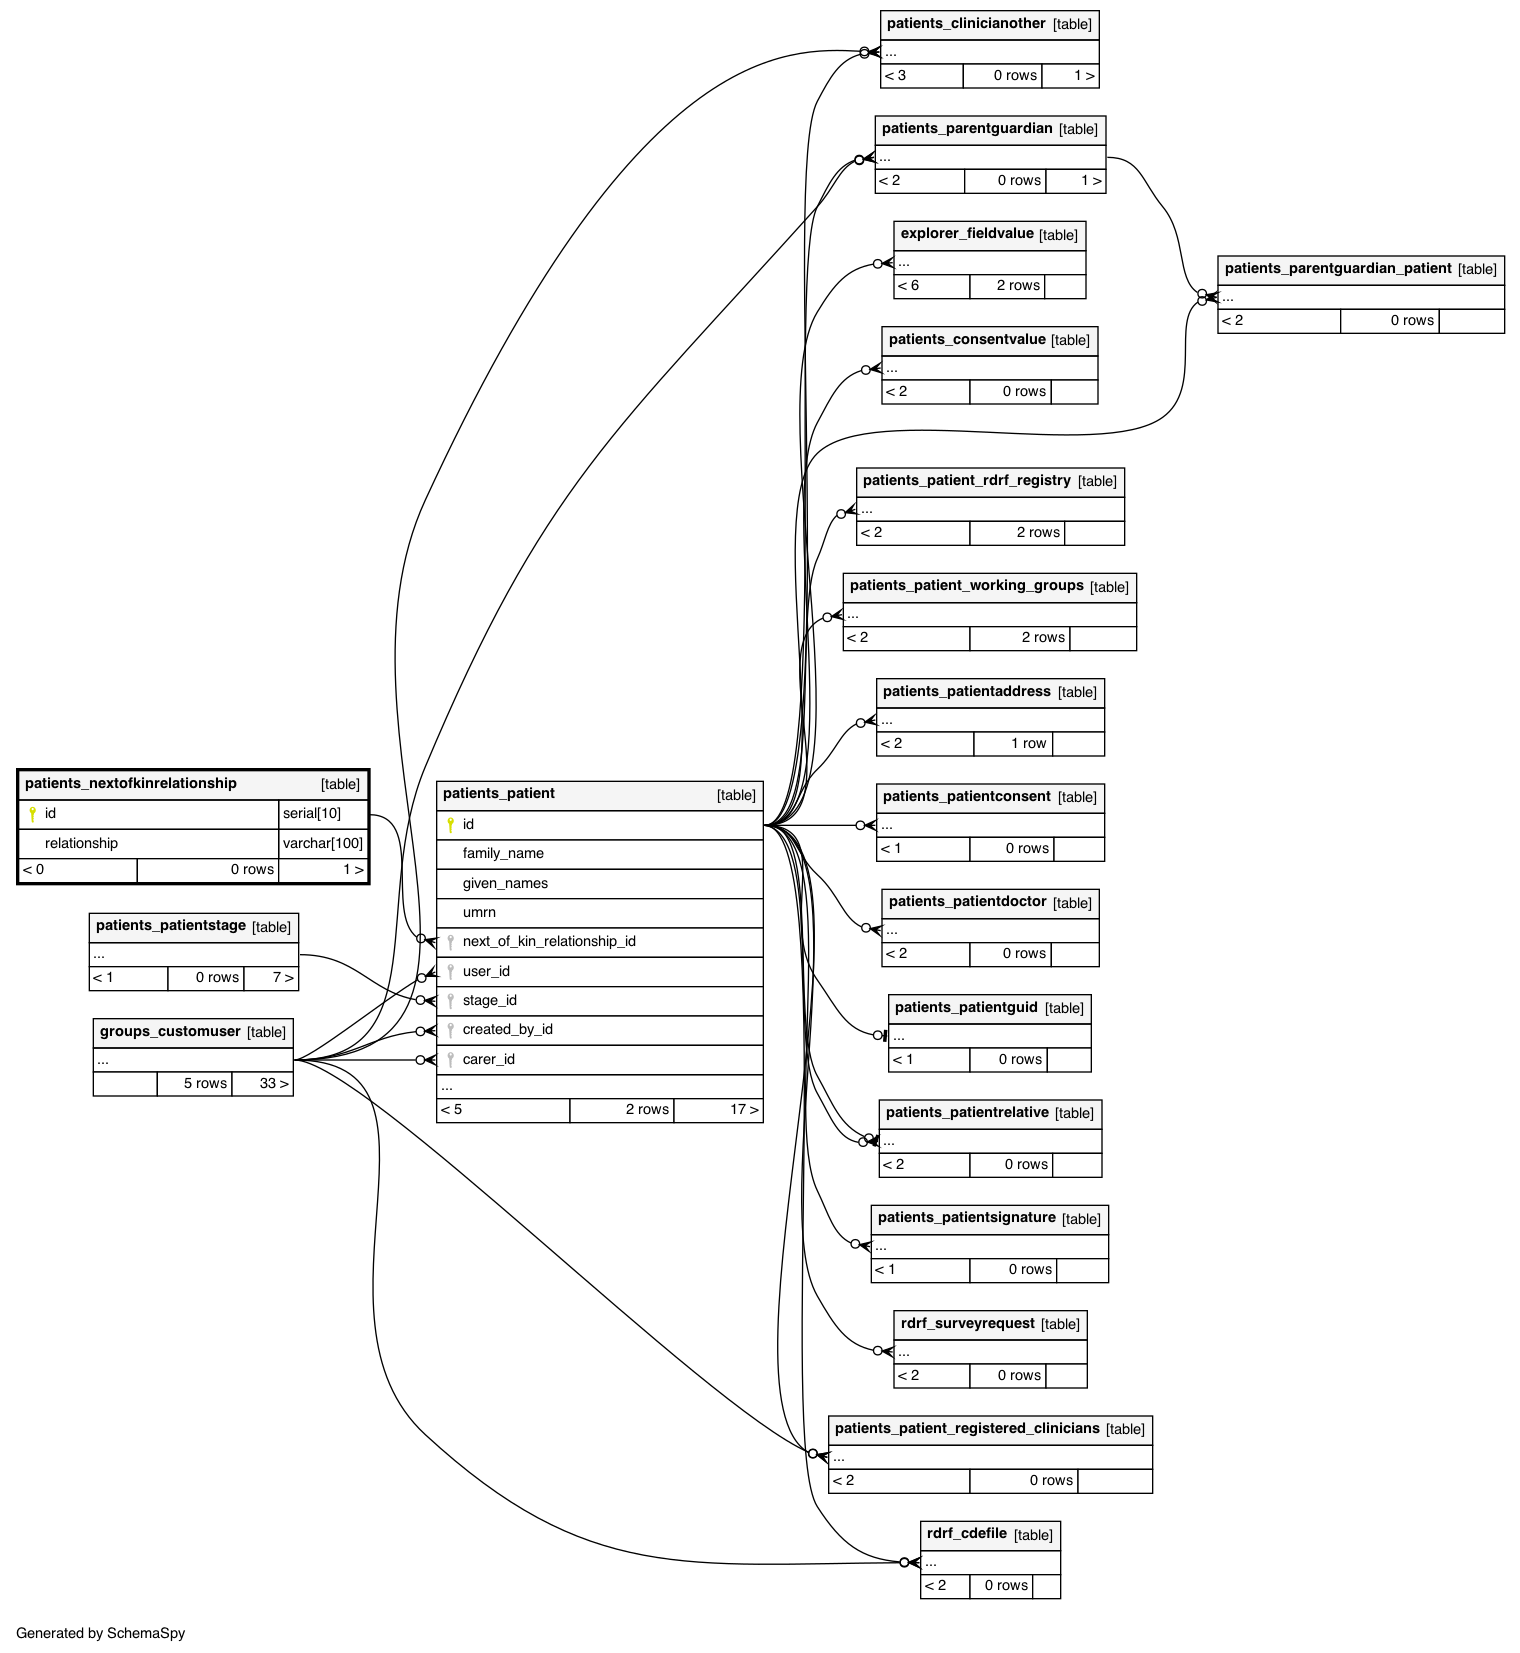 patients_clinicianother [table]
...
< 3 0 rows 1 >
patients_parentguardian [table]
...
< 2 0 rows 1 >
explorer_fieldvalue [table]
...
< 6 2 rows
patients_parentguardian_patient [table]
...
< 2 0 rows
patients_consentvalue [table]
...
< 2 0 rows
patients_patient_rdrf_registry [table]
...
< 2 2 rows
patients_patient_working_groups [table]
...
< 2 2 rows
patients_patientaddress [table]
...
< 2 1 row
patients_nextofkinrelationship [table]
id serial[10]
relationship varchar[100]
< 0 0 rows 1 >
patients_patientstage [table]
...
< 1 0 rows 7 >
groups_customuser [table]
...
5 rows 33 >
patients_patient [table]
id
family_name
given_names
umrn
next_of_kin_relationship_id
user_id
stage_id
created_by_id
carer_id
...
< 5 2 rows 17 >
patients_patientconsent [table]
...
< 1 0 rows
patients_patientdoctor [table]
...
< 2 0 rows
patients_patientguid [table]
...
< 1 0 rows
patients_patientrelative [table]
...
< 2 0 rows
patients_patientsignature [table]
...
< 1 0 rows
rdrf_surveyrequest [table]
...
< 2 0 rows
patients_patient_registered_clinicians [table]
...
< 2 0 rows
rdrf_cdefile [table]
...
< 2 0 rows
Generated by SchemaSpy